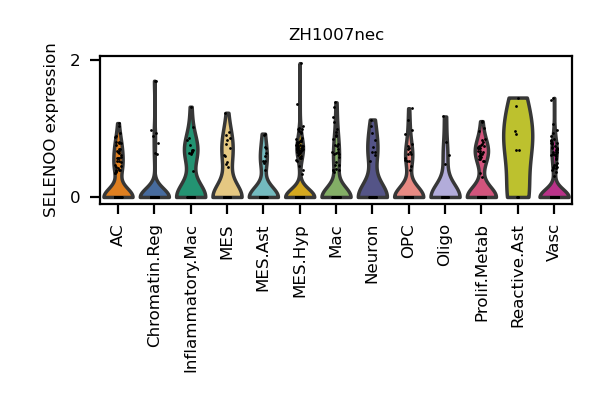 ZH1007nec
SELENOO expression
2
0
AC
Chromatin.Reg
Inflammatory.Mac
MES
MES.Ast
MES.Hyp
Mac
Neuron
OPC
Oligo
Prolif.Metab
Reactive.Ast
Vasc